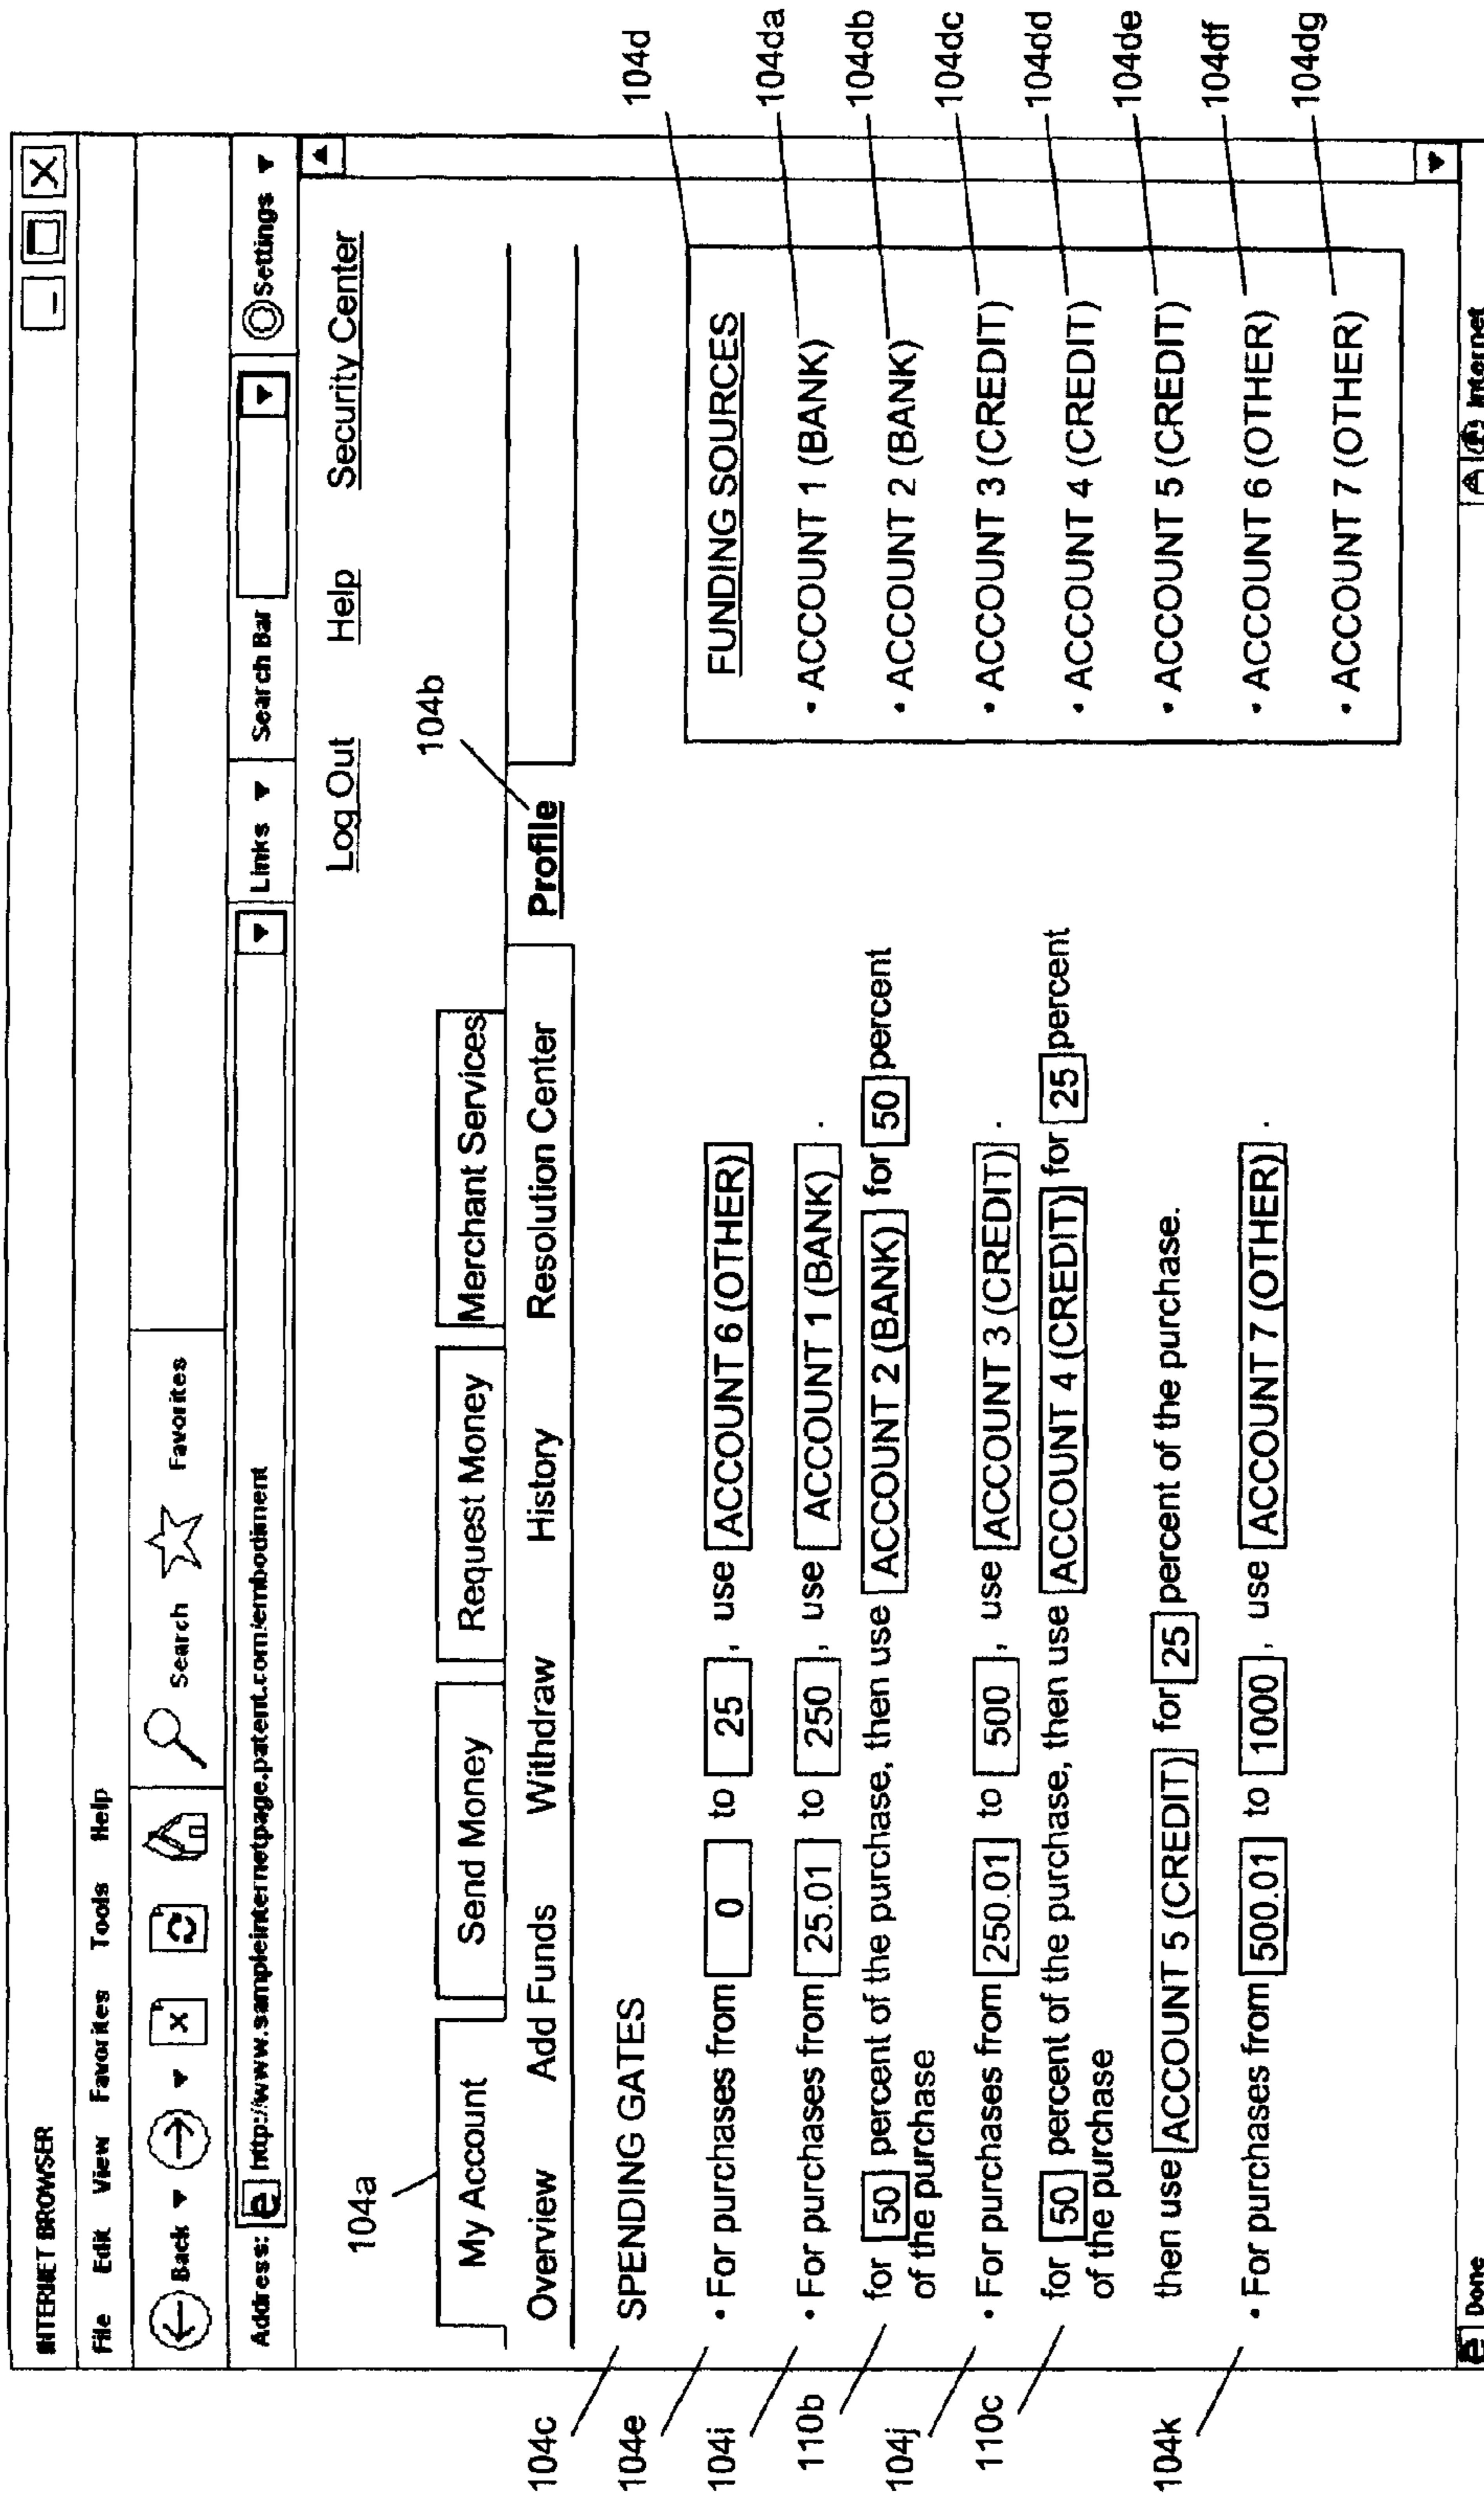 INTERNET BROWSER
File Edit View Favorites Tools Help
Back Search Favorites
Address: e http://www.sampleinternetpage.patent.com/embodiment Links Search Bar Settings
Log Out Help Security Center
104a
104b
My Account Send Money Request Money Merchant Services
Overview Add Funds Withdraw History Resolution Center Profile
104c SPENDING GATES
104e • For purchases from 0 to 25 , use ACCOUNT 6 (OTHER)
104i • For purchases from 25.01 to 250 , use ACCOUNT 1 (BANK) .
110b for 50 percent of the purchase, then use ACCOUNT 2 (BANK) for 50 percent
of the purchase
104j • For purchases from 250.01 to 500 , use ACCOUNT 3 (CREDIT) .
110c for 50 percent of the purchase, then use ACCOUNT 4 (CREDIT) for 25 percent
of the purchase
then use ACCOUNT 5 (CREDIT) for 25 percent of the purchase.
104k • For purchases from 500.01 to 1000 , use ACCOUNT 7 (OTHER) .
FUNDING SOURCES 104d
• ACCOUNT 1 (BANK) 104da
• ACCOUNT 2 (BANK) 104db
• ACCOUNT 3 (CREDIT) 104dc
• ACCOUNT 4 (CREDIT) 104dd
• ACCOUNT 5 (CREDIT) 104de
• ACCOUNT 6 (OTHER) 104df
• ACCOUNT 7 (OTHER) 104dg
e Done Internet